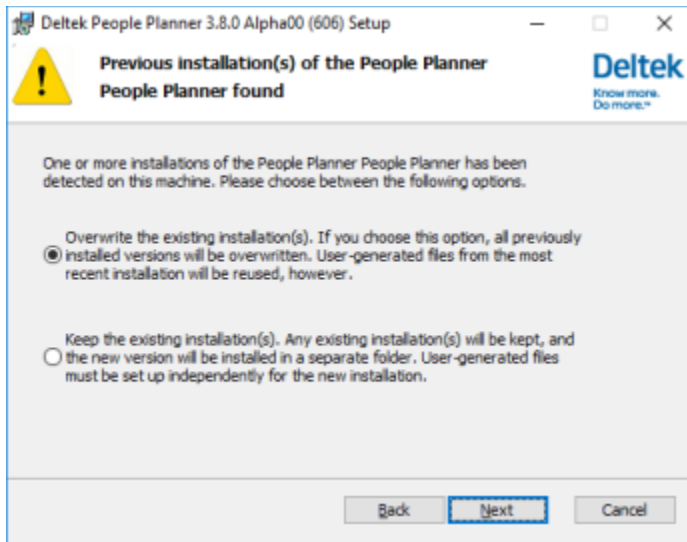 Deltek People Planner 3.8.0 Alpha00 (606) Setup
Previous installation(s) of the People Planner
People Planner found
Deltek
Know more.
Do more.™
One or more installations of the People Planner People Planner has been
detected on this machine. Please choose between the following options.
Overwrite the existing installation(s). If you choose this option, all previously
installed versions will be overwritten. User-generated files from the most
recent installation will be reused, however.
Keep the existing installation(s). Any existing installation(s) will be kept, and
the new version will be installed in a separate folder. User-generated files
must be set up independently for the new installation.
Back
Next
Cancel